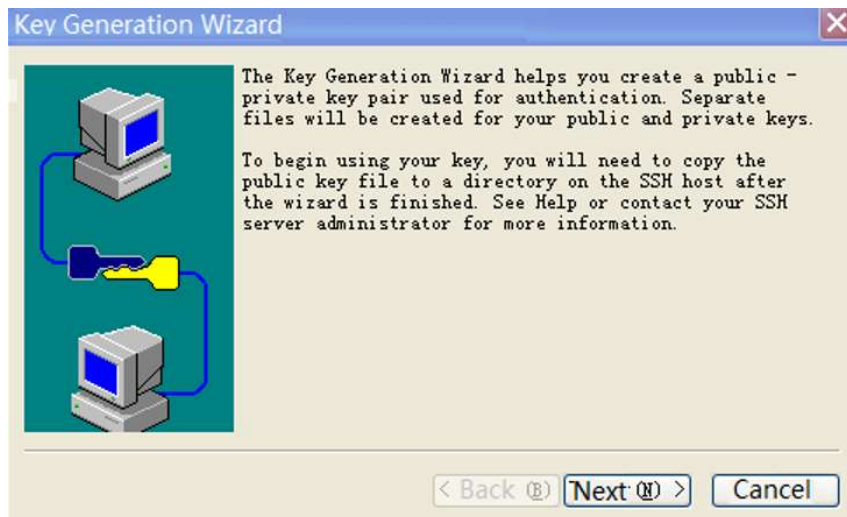 Key Generation Wizard
The Key Generation Wizard helps you create a public -
private key pair used for authentication. Separate
files will be created for your public and private keys.
To begin using your key, you will need to copy the
public key file to a directory on the SSH host after
the wizard is finished. See Help or contact your SSH
server administrator for more information.
< Back (B) Next (N) > Cancel